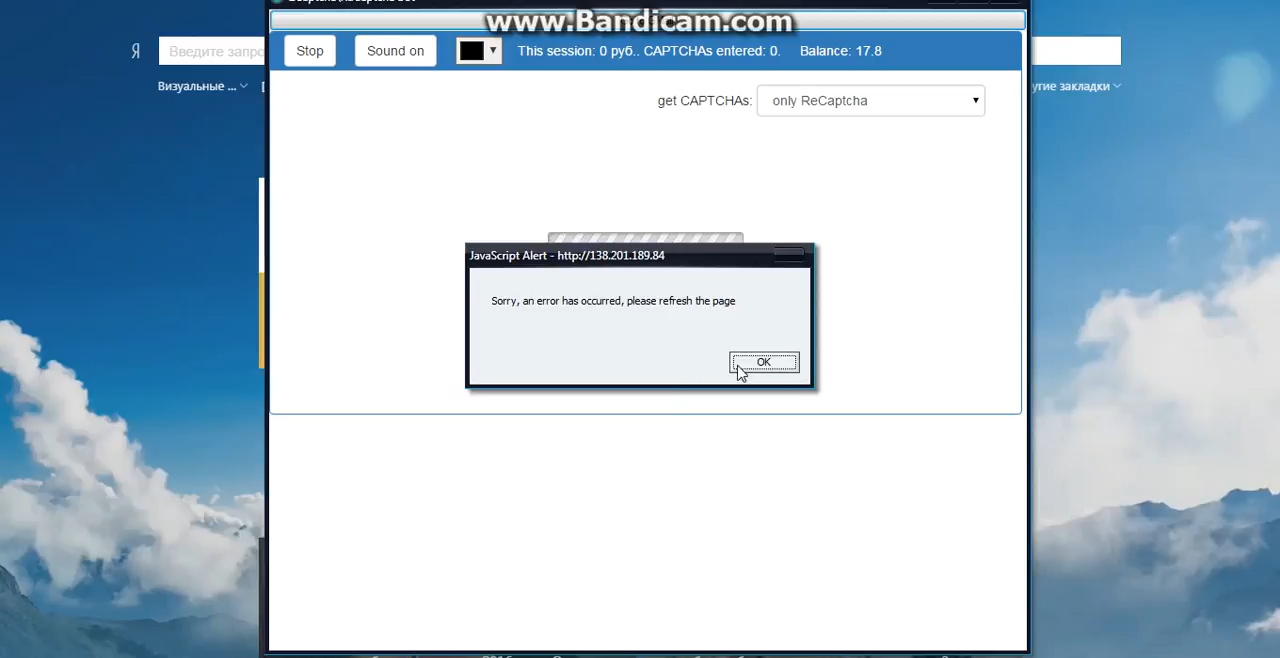 www.Bandicam.com
Я
Введите запро
Stop
Sound on
This session: 0 руб.. CAPTCHAs entered: 0.
Balance: 17.8
Визуальные ...
get CAPTCHAs:
only ReCaptcha
ругие закладки
JavaScript Alert - http://138.201.189.84
Sorry, an error has occurred, please refresh the page
OK